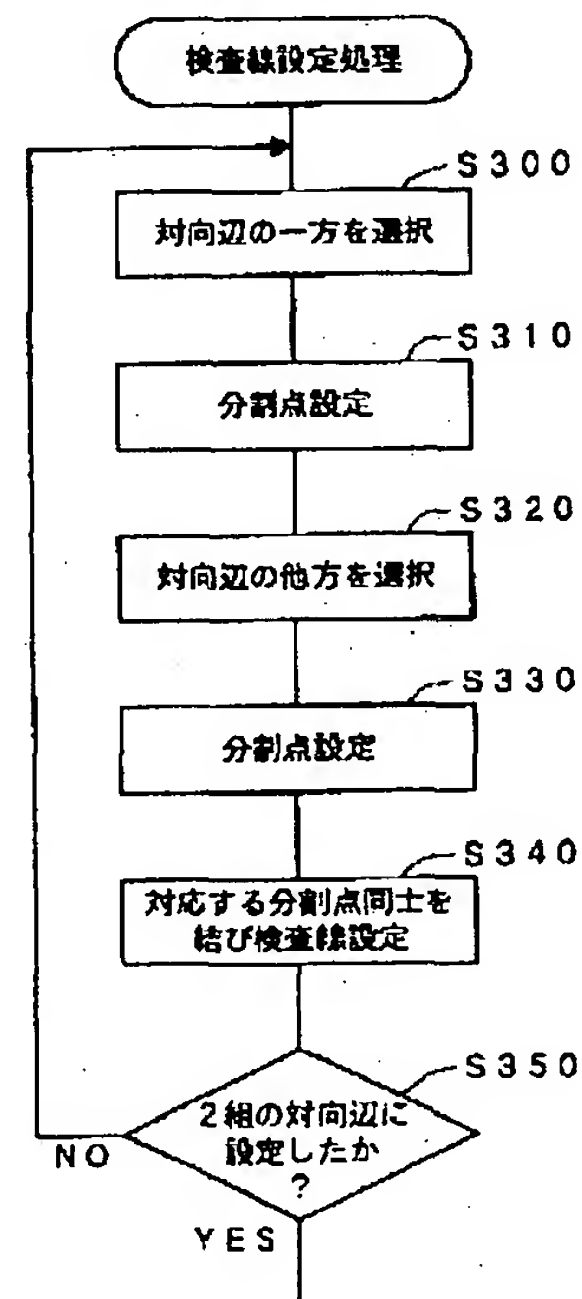 検査線設定処理
S300
対向辺の一方を選択
S310
分割点設定
S320
対向辺の他方を選択
S330
分割点設定
S340
対応する分割点同士を
結び検査線設定
S350
2組の対向辺に
設定したか
?
NO
YES